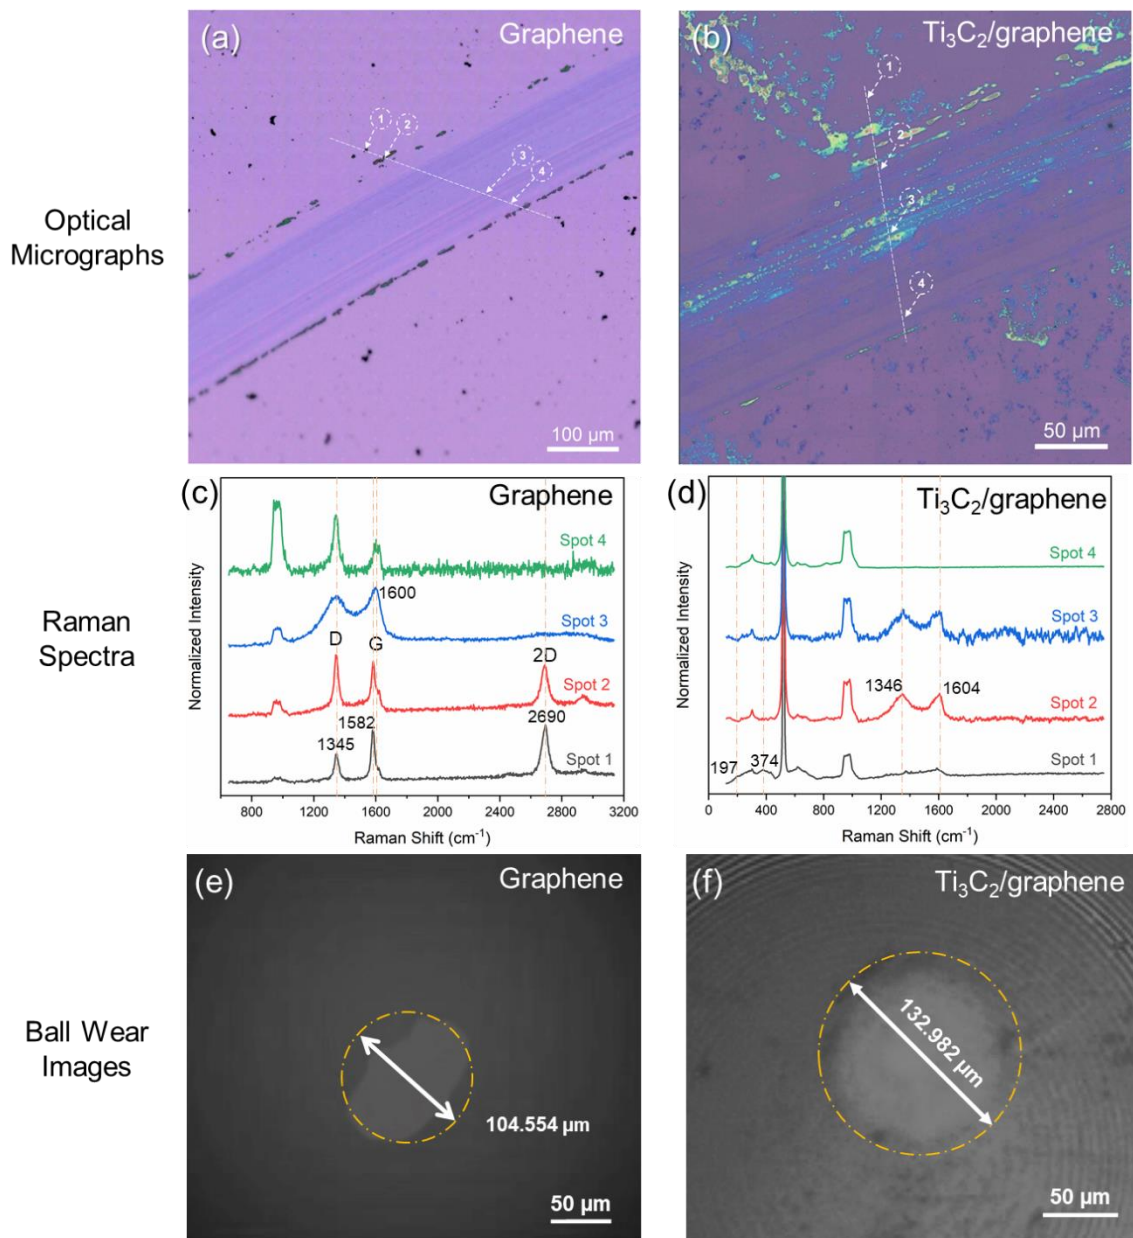 (a) Graphene
1
2
3
4
100 µm
(b) Ti₃C₂/graphene
1
2
3
4
50 µm
Optical
Micrographs
(c) Graphene
Normalized Intensity
Spot 4
1600
Spot 3
D
G
2D
Spot 2
1582
2690
1345
Spot 1
800 1200 1600 2000 2400 2800 3200
Raman Shift (cm⁻¹)
(d) Ti₃C₂/graphene
Normalized Intensity
Spot 4
Spot 3
1346
1604
Spot 2
197
374
Spot 1
0 400 800 1200 1600 2000 2400 2800
Raman Shift (cm⁻¹)
Raman
Spectra
(e) Graphene
104.554 µm
50 µm
(f) Ti₃C₂/graphene
132.982 µm
50 µm
Ball Wear
Images